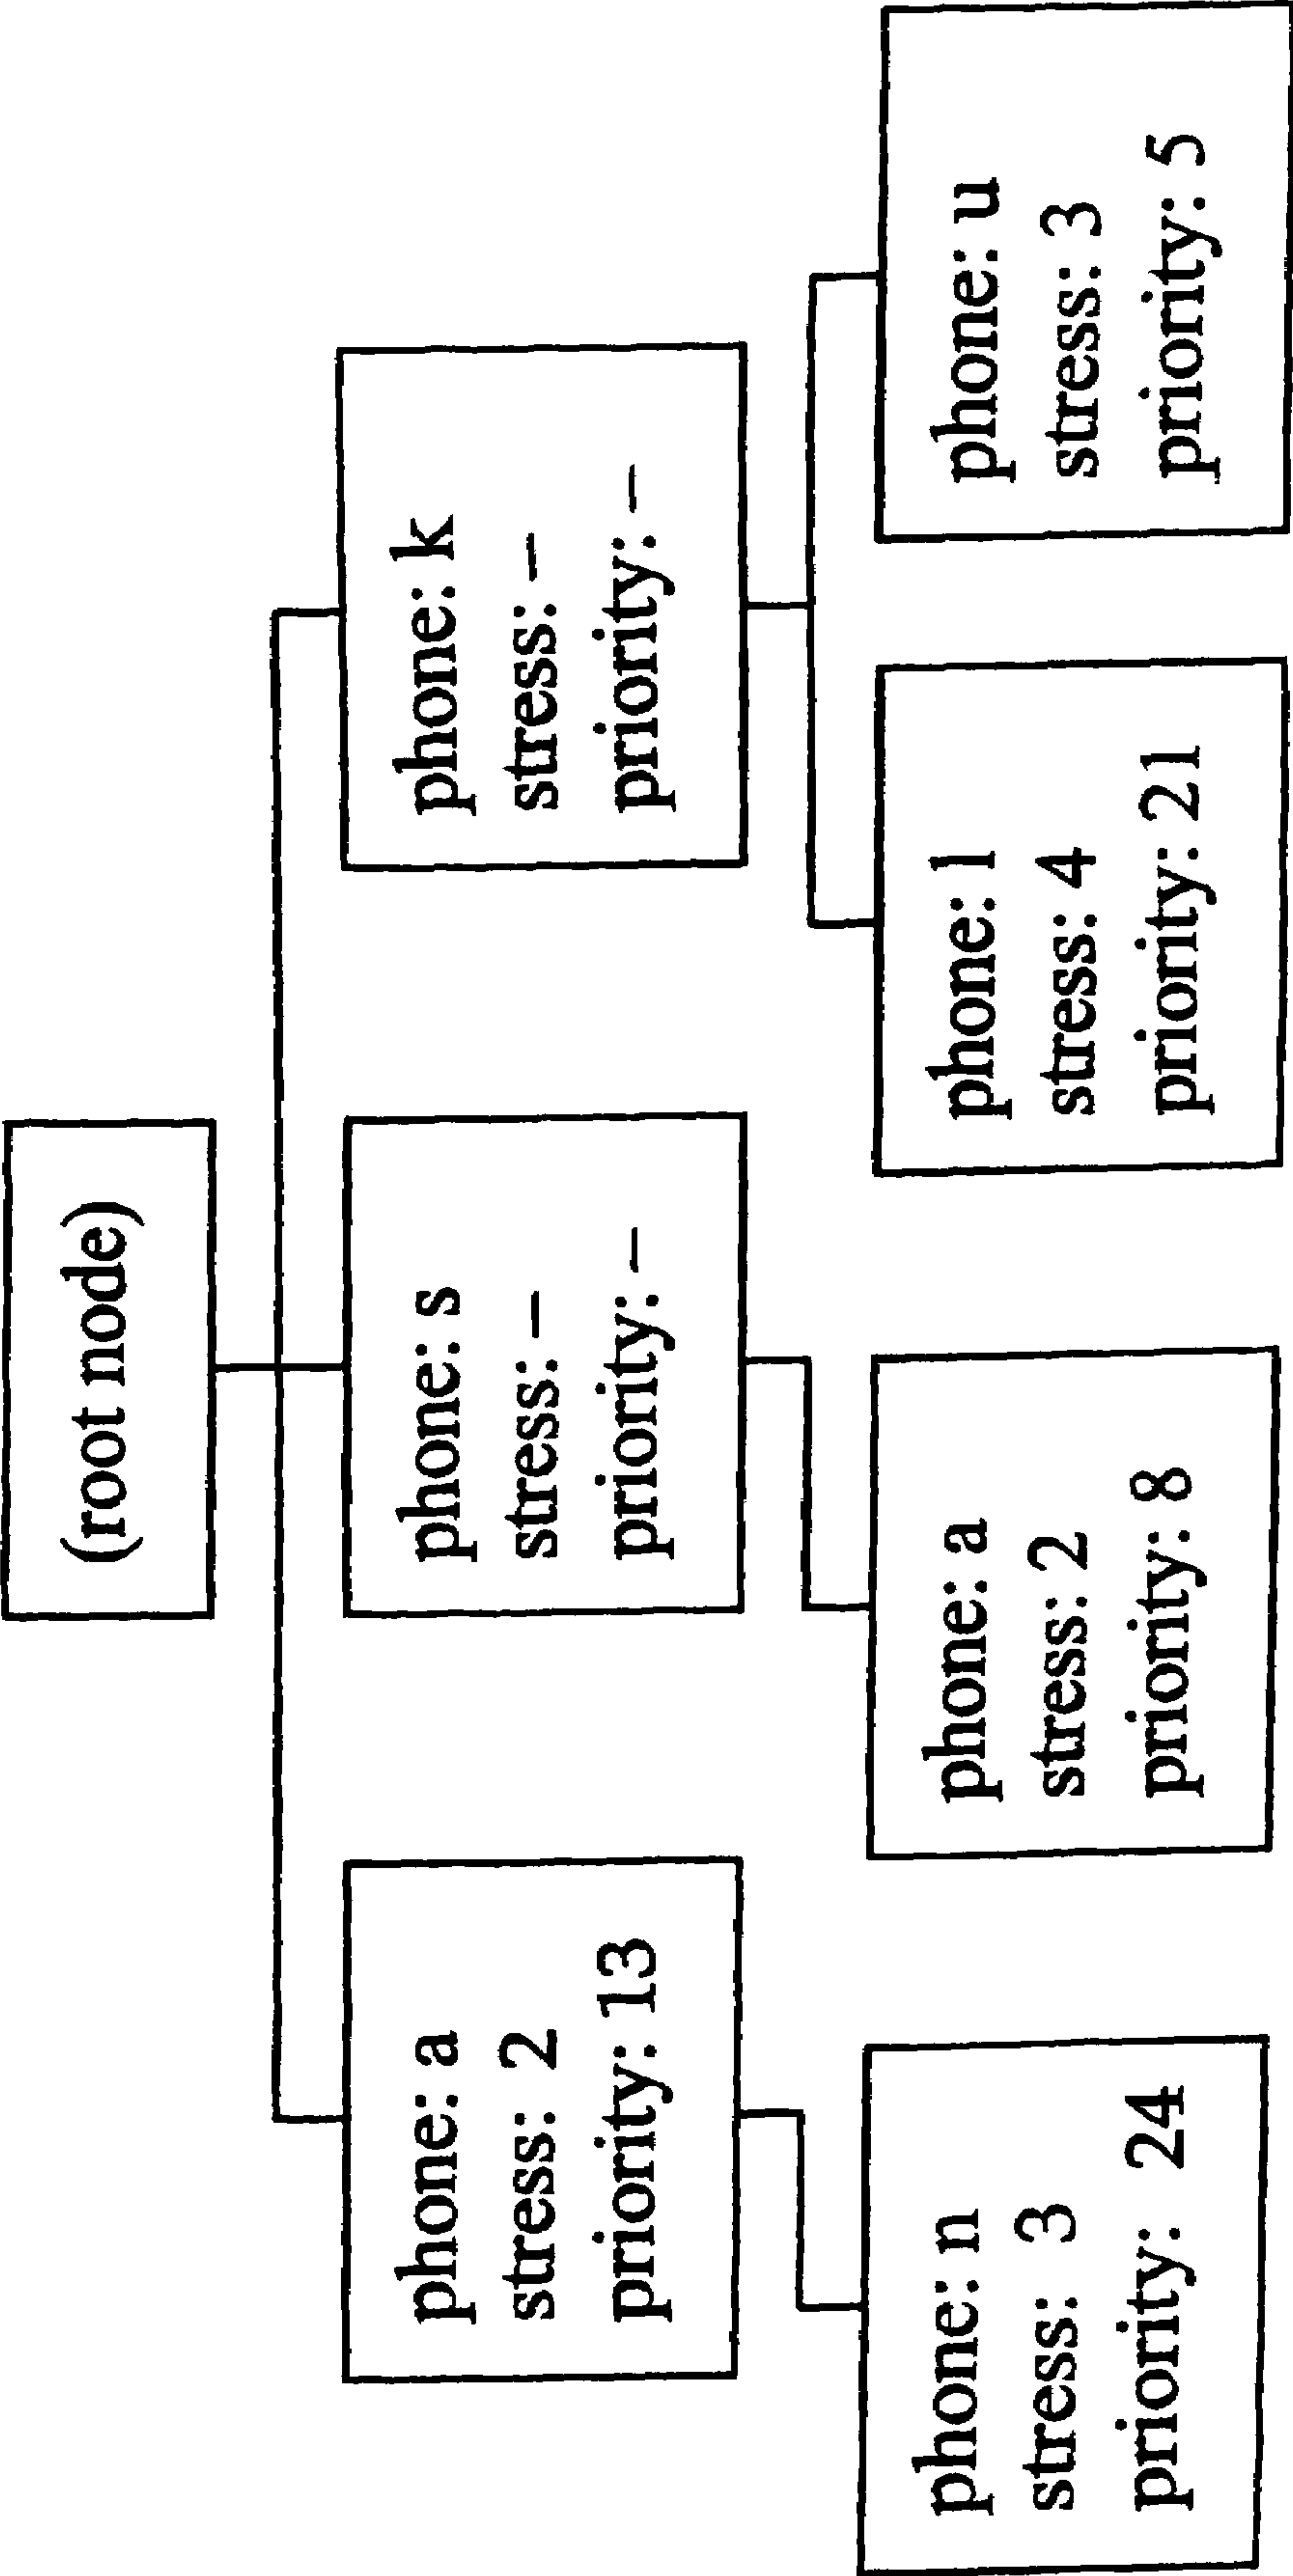 (root node)
phone: a
stress: 2
priority: 13
phone: s
stress: –
priority: –
phone: k
stress: –
priority: –
phone: n
stress: 3
priority: 24
phone: a
stress: 2
priority: 8
phone: l
stress: 4
priority: 21
phone: u
stress: 3
priority: 5